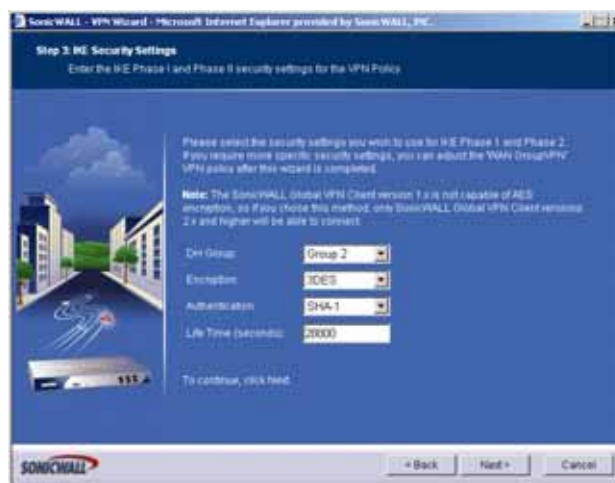 SonicWALL - VPN Wizard - Microsoft Internet Explorer provided by SonicWALL, INC.
Step 3: IKE Security Settings
Enter the IKE Phase I and Phase II security settings for the VPN Policy.
Please select the security settings you wish to use for IKE Phase 1 and Phase 2.
If you require more specific security settings, you can adjust the 'WAN GroupVPN'
VPN policy after this wizard is completed.
Note: The SonicWALL Global VPN Client version 1.x is not capable of AES
encryption, so if you chose this method, only SonicWALL Global VPN Client versions
2.x and higher will be able to connect.
DH Group: Group 2
Encryption: 3DES
Authentication: SHA-1
Life Time (seconds): 28800
To continue, click Next.
SONICWALL
< Back Next > Cancel